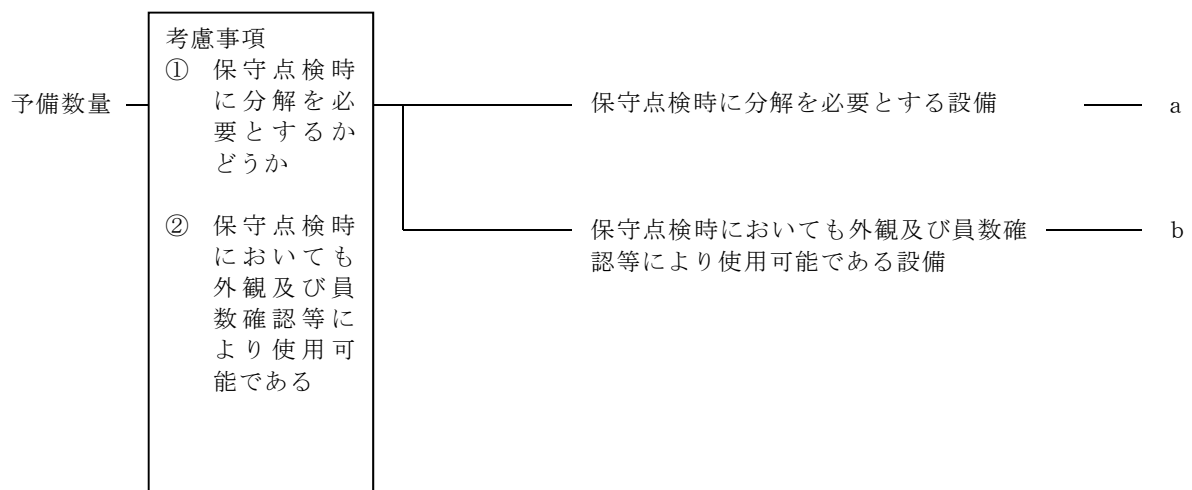 考慮事項
① 保守点検時
に分解を必
要とするか
どうか
② 保守点検時
においても
外観及び員
数確認等に
より使用可
能である
予備数量
保守点検時に分解を必要とする設備
a
保守点検時においても外観及び員数確
認等により使用可能である設備
b